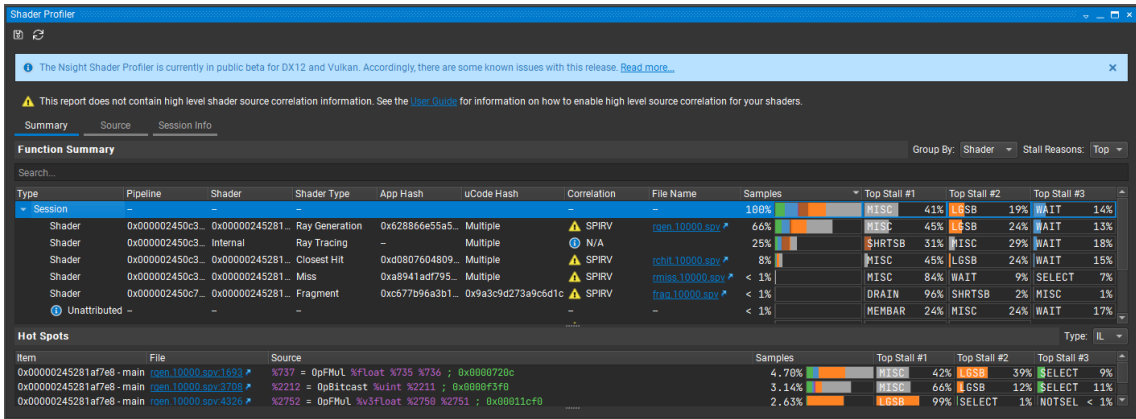 Shader Profiler
The Nsight Shader Profiler is currently in public beta for DX12 and Vulkan. Accordingly, there are some known issues with this release. Read more...
This report does not contain high level shader source correlation information. See the User Guide for information on how to enable high level source correlation for your shaders.
Summary Source Session Info
Function Summary Group By: Shader Stall Reasons: Top
Search...
Type Pipeline Shader Shader Type App Hash uCode Hash Correlation File Name Samples Top Stall #1 Top Stall #2 Top Stall #3
Session – – – – – – – 100% MISC 41% LGSB 19% WAIT 14%
Shader 0x000002450c3... 0x00000245281... Ray Generation 0x628866e55a5... Multiple SPIRV rgen.10000.spv 66% MISC 45% LGSB 24% WAIT 13%
Shader 0x000002450c3... Internal Ray Tracing – Multiple N/A – 25% SHRTSB 31% MISC 29% WAIT 18%
Shader 0x000002450c3... 0x00000245281... Closest Hit 0xd0807604809... Multiple SPIRV rchit.10000.spv 8% MISC 45% LGSB 24% WAIT 15%
Shader 0x000002450c3... 0x00000245281... Miss 0xa8941adf795... Multiple SPIRV rmiss.10000.spv < 1% MISC 84% WAIT 9% SELECT 7%
Shader 0x000002450c7... 0x00000245281... Fragment 0xc677b96a3b1... 0x9a3c9d273a9c6d1c SPIRV frag.10000.spv < 1% DRAIN 96% SHRTSB 2% MISC 1%
Unattributed – – – – – – – < 1% MEMBAR 24% MISC 24% WAIT 17%
Hot Spots Type: IL
Item File Source Samples Top Stall #1 Top Stall #2 Top Stall #3
0x00000245281af7e8 - main rgen.10000.spv:1693 %737 = OpFMul %float %735 %736 ; 0x0000720c 4.70% MISC 42% LGSB 39% SELECT 9%
0x00000245281af7e8 - main rgen.10000.spv:3708 %2212 = OpBitcast %uint %2211 ; 0x0000f3f0 3.14% MISC 66% LGSB 12% SELECT 11%
0x00000245281af7e8 - main rgen.10000.spv:4326 %2752 = OpFMul %v3float %2750 %2751 ; 0x00011cf0 2.63% LGSB 99% SELECT 1% NOTSEL < 1%